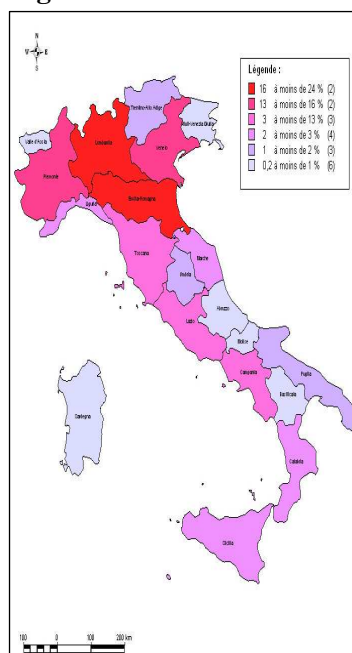 N
W E
S
Légende :
16 à moins de 24 % (2)
13 à moins de 16 % (2)
3 à moins de 13 % (3)
2 à moins de 3 % (4)
1 à moins de 2 % (3)
0,2 à moins de 1 % (6)
Trentino-Alto Adige
Friuli-Venezia Giulia
Valle d'Aosta
Lombardia
Veneto
Piemonte
Emilia-Romagna
Liguria
Toscana
Marche
Umbria
Abruzzo
Lazio
Molise
Campania
Puglia
Basilicata
Sardegna
Calabria
Sicilia
100 0 100 200 km